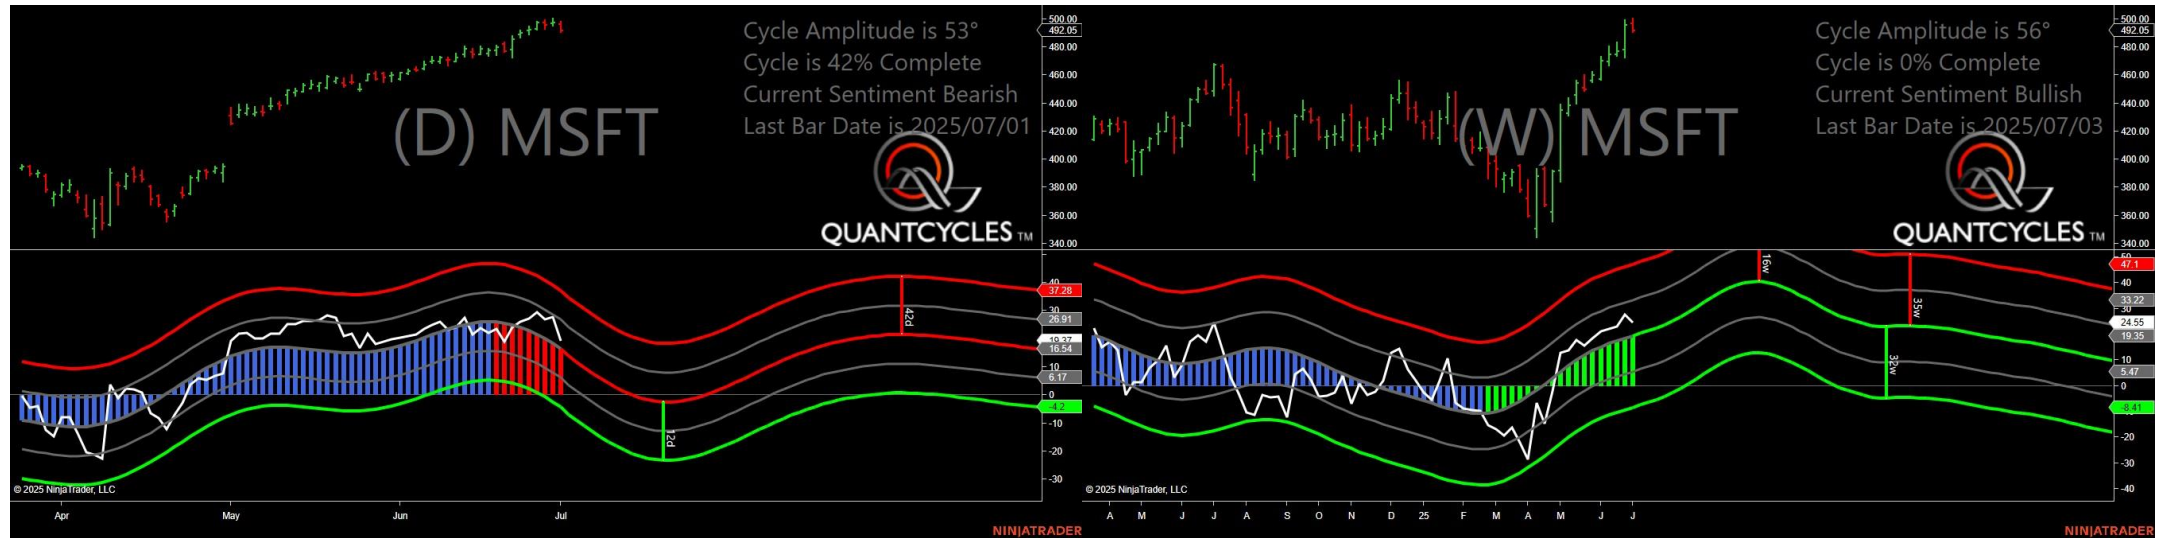 Cycle Amplitude is 53°
Cycle is 42% Complete
Current Sentiment Bearish
Last Bar Date is 2025/07/01
(D) MSFT
QUANTCYCLES TM
500.00
492.05
480.00
460.00
440.00
420.00
400.00
380.00
360.00
340.00
40
37.28
30
26.91
19.37
16.54
10
6.17
0
-4.2
-10
-20
-30
12d
42d
© 2025 NinjaTrader, LLC
Apr May Jun Jul
NINJATRADER
Cycle Amplitude is 56°
Cycle is 0% Complete
Current Sentiment Bullish
Last Bar Date is 2025/07/03
(W) MSFT
QUANTCYCLES TM
500.00
492.05
480.00
460.00
440.00
420.00
400.00
380.00
360.00
340.00
47.1
40
33.22
30
24.55
19.35
10
5.47
0
-8.41
-20
-30
-40
16w
35w
32w
© 2025 NinjaTrader, LLC
A M J J A S O N D 25 F M A M J J
NINJATRADER